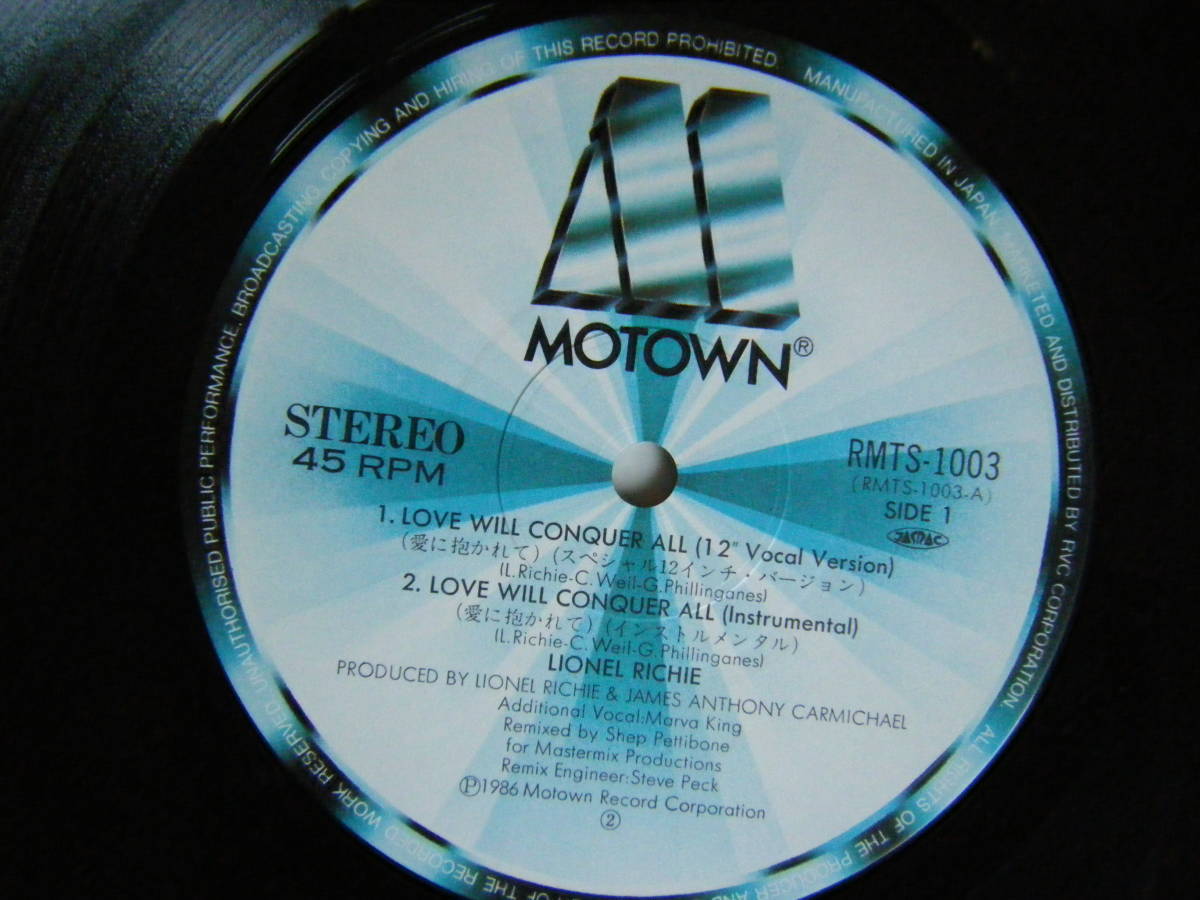 MOTOWN®
STEREO
45 RPM
RMTS-1003
(RMTS-1003-A)
SIDE 1
JASRAC
1. LOVE WILL CONQUER ALL (12" Vocal Version)
(愛に抱かれて) (スペシャル12インチ・バージョン)
(L. Richie-C. Weil-G. Phillinganes)
2. LOVE WILL CONQUER ALL (Instrumental)
(愛に抱かれて) (インストルメンタル)
(L. Richie-C. Weil-G. Phillinganes)
LIONEL RICHIE
PRODUCED BY LIONEL RICHIE & JAMES ANTHONY CARMICHAEL
Additional Vocal:Marva King
Remixed by Shep Pettibone
for Mastermix Productions
Remix Engineer:Steve Peck
Ⓟ1986 Motown Record Corporation
②
ALL RIGHTS OF THE PRODUCER AND OF THE RECORDED WORK RESERVED. UNAUTHORISED PUBLIC PERFORMANCE. BROADCASTING COPYING AND HIRING OF THIS RECORD PROHIBITED. MANUFACTURED IN JAPAN. MARKETED AND DISTRIBUTED BY RVC CORPORATION.